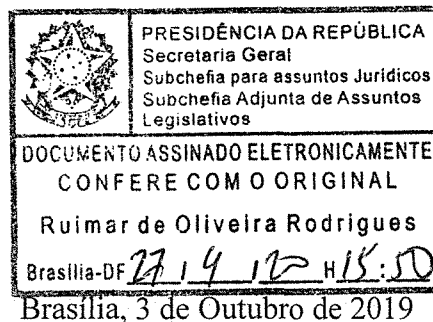 PRESIDÊNCIA DA REPÚBLICA
Secretaria Geral
Subchefia para assuntos Jurídicos
Subchefia Adjunta de Assuntos
Legislativos
DOCUMENTO ASSINADO ELETRONICAMENTE
CONFERE COM O ORIGINAL
Ruimar de Oliveira Rodrigues
Brasília-DF 27 / 4 / H 15:50
Brasília, 3 de Outubro de 2019